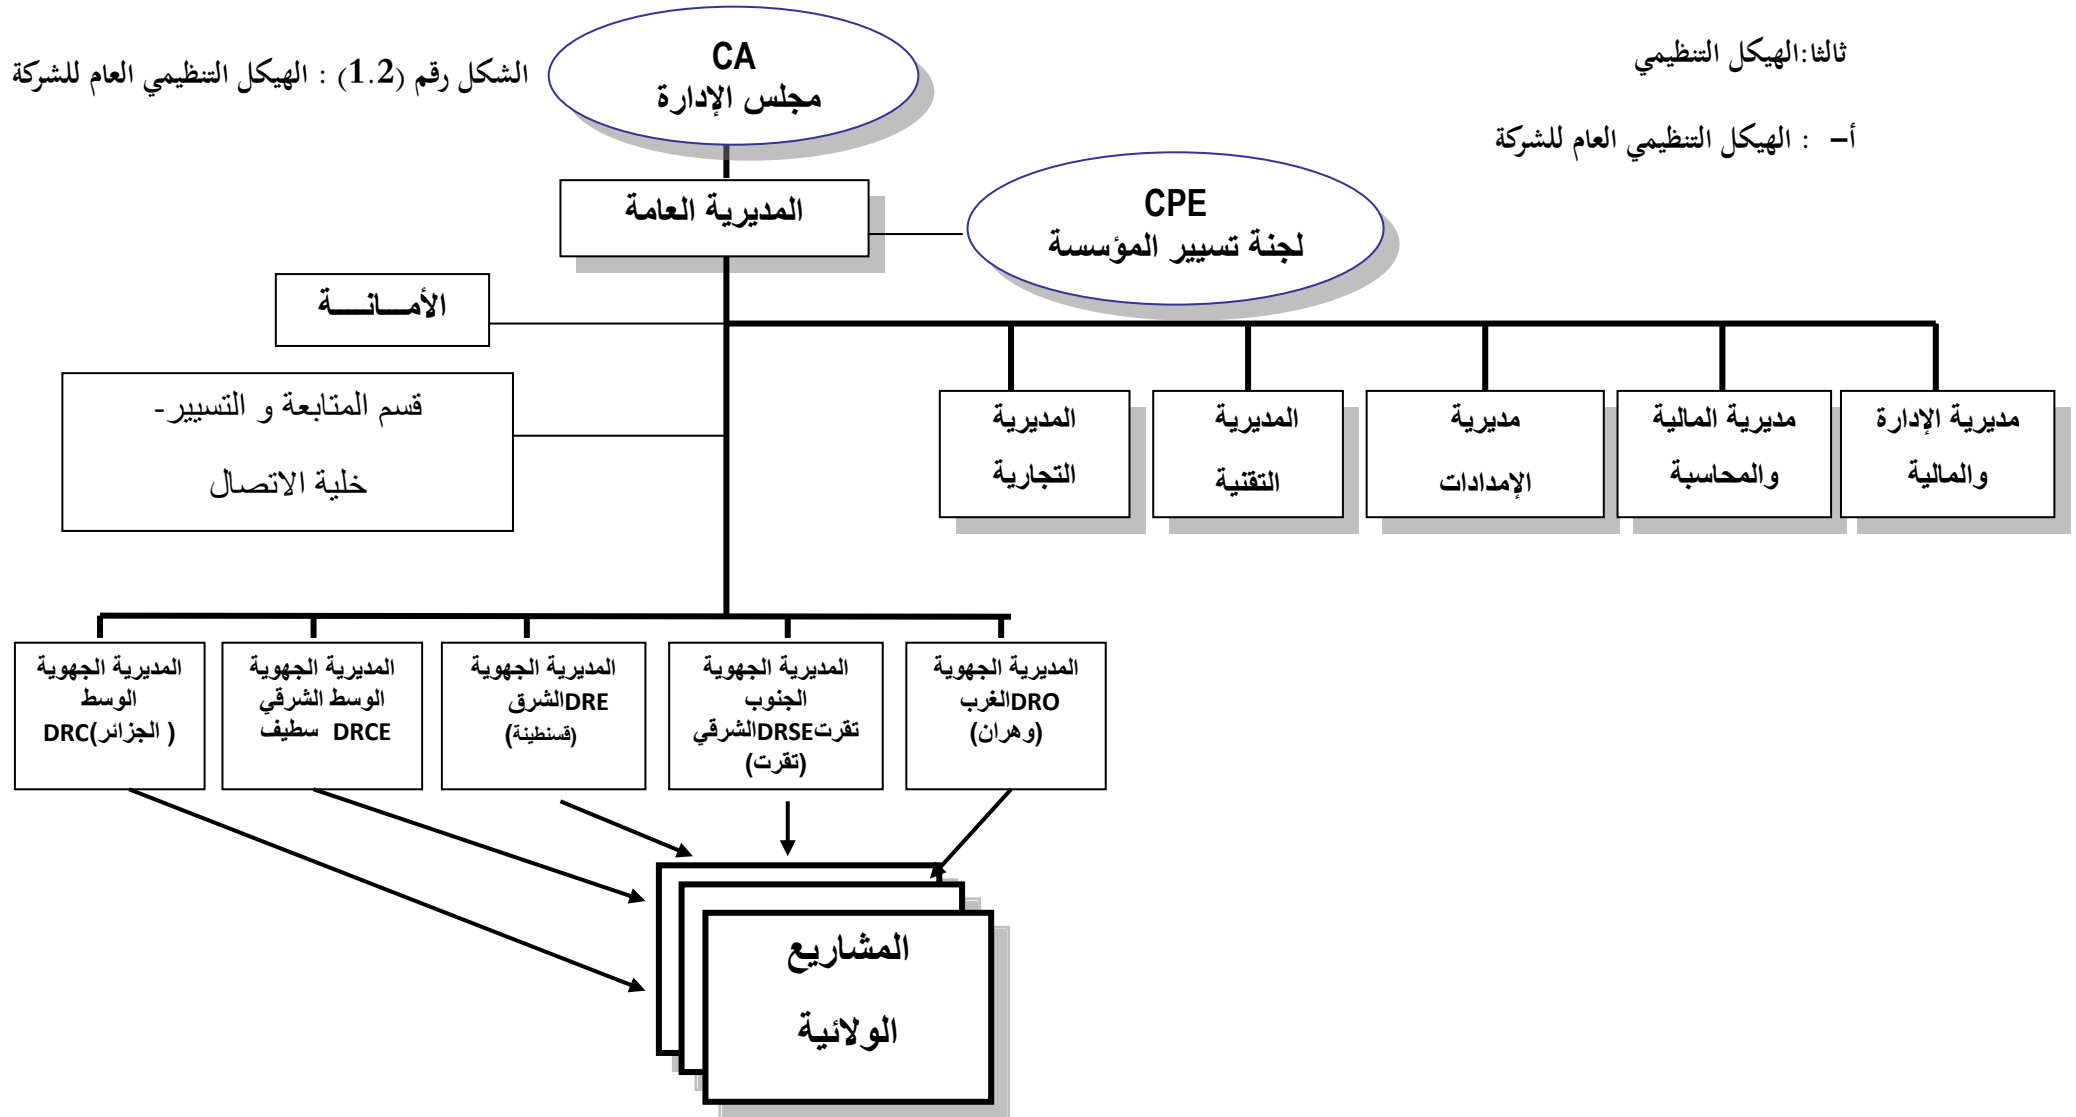 ثالثا:الهيكل التنظيمي
أ– : الهيكل التنظيمي العام للشركة
الشكل رقم (1.2) : الهيكل التنظيمي العام للشركة
CA
مجلس الإدارة
المديرية العامة
CPE
لجنة تسيير المؤسسة
الأمـــانـــــة
قسم المتابعة و التسيير-
خلية الاتصال
مديرية الإدارة
والمالية
مديرية المالية
والمحاسبة
مديرية
الإمدادات
المديرية
التقنية
المديرية
التجارية
المديرية الجهوية
الغربDRO
(وهران)
المديرية الجهوية
الجنوب
الشرقيDRSEتقرت
(تقرت)
المديرية الجهوية
الشرقDRE
(قسنطينة)
المديرية الجهوية
الوسط الشرقي
سطيف DRCE
المديرية الجهوية
الوسط
( الجزائر)DRC
المشاريع
الولائية